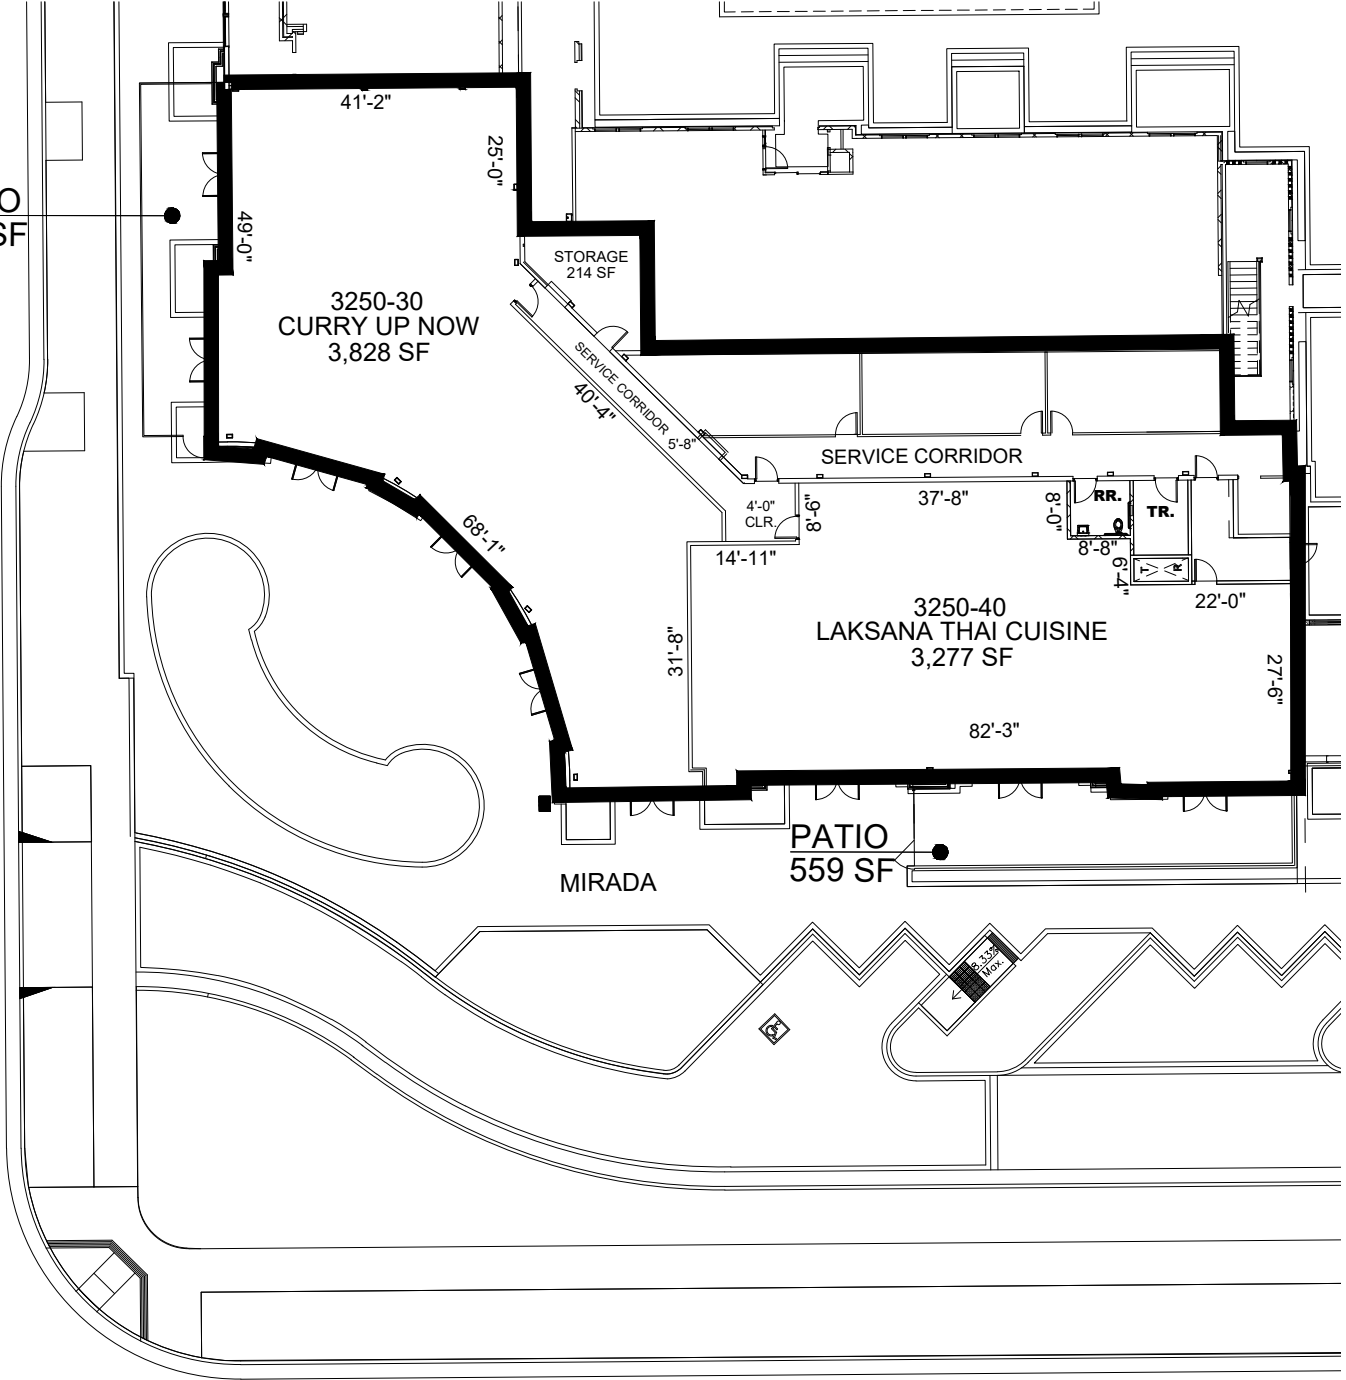 41'-2"
25'-0"
O
SF
49'-0"
STORAGE
214 SF
3250-30
CURRY UP NOW
3,828 SF
SERVICE CORRIDOR
40'-4"
5'-8"
SERVICE CORRIDOR
4'-0"
CLR.
8'-6"
37'-8"
8'-0"
RR.
TR.
68'-1"
14'-11"
8'-8"
6'-4"
T
R
22'-0"
3250-40
LAKSANA THAI CUISINE
3,277 SF
31'-8"
27'-6"
82'-3"
PATIO
559 SF
MIRADA
8.33%
Max.